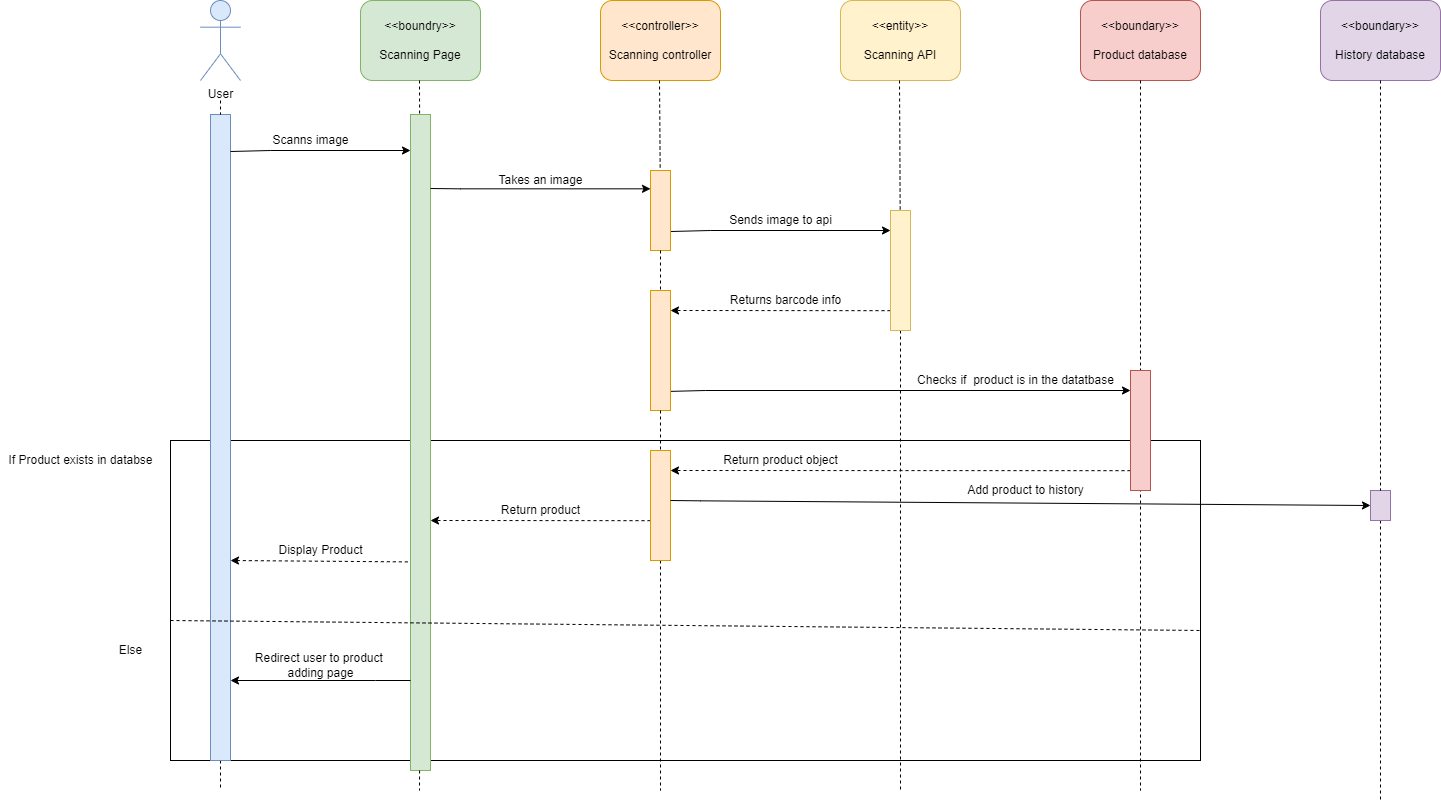 <<boundry>>
Scanning Page
<<controller>>
Scanning controller
<<entity>>
Scanning API
<<boundary>>
Product database
<<boundary>>
History database
User
Scanns image
Takes an image
Sends image to api
Returns barcode info
Checks if product is in the datatbase
If Product exists in databse
Return product object
Add product to history
Return product
Display Product
Else
Redirect user to product
adding page